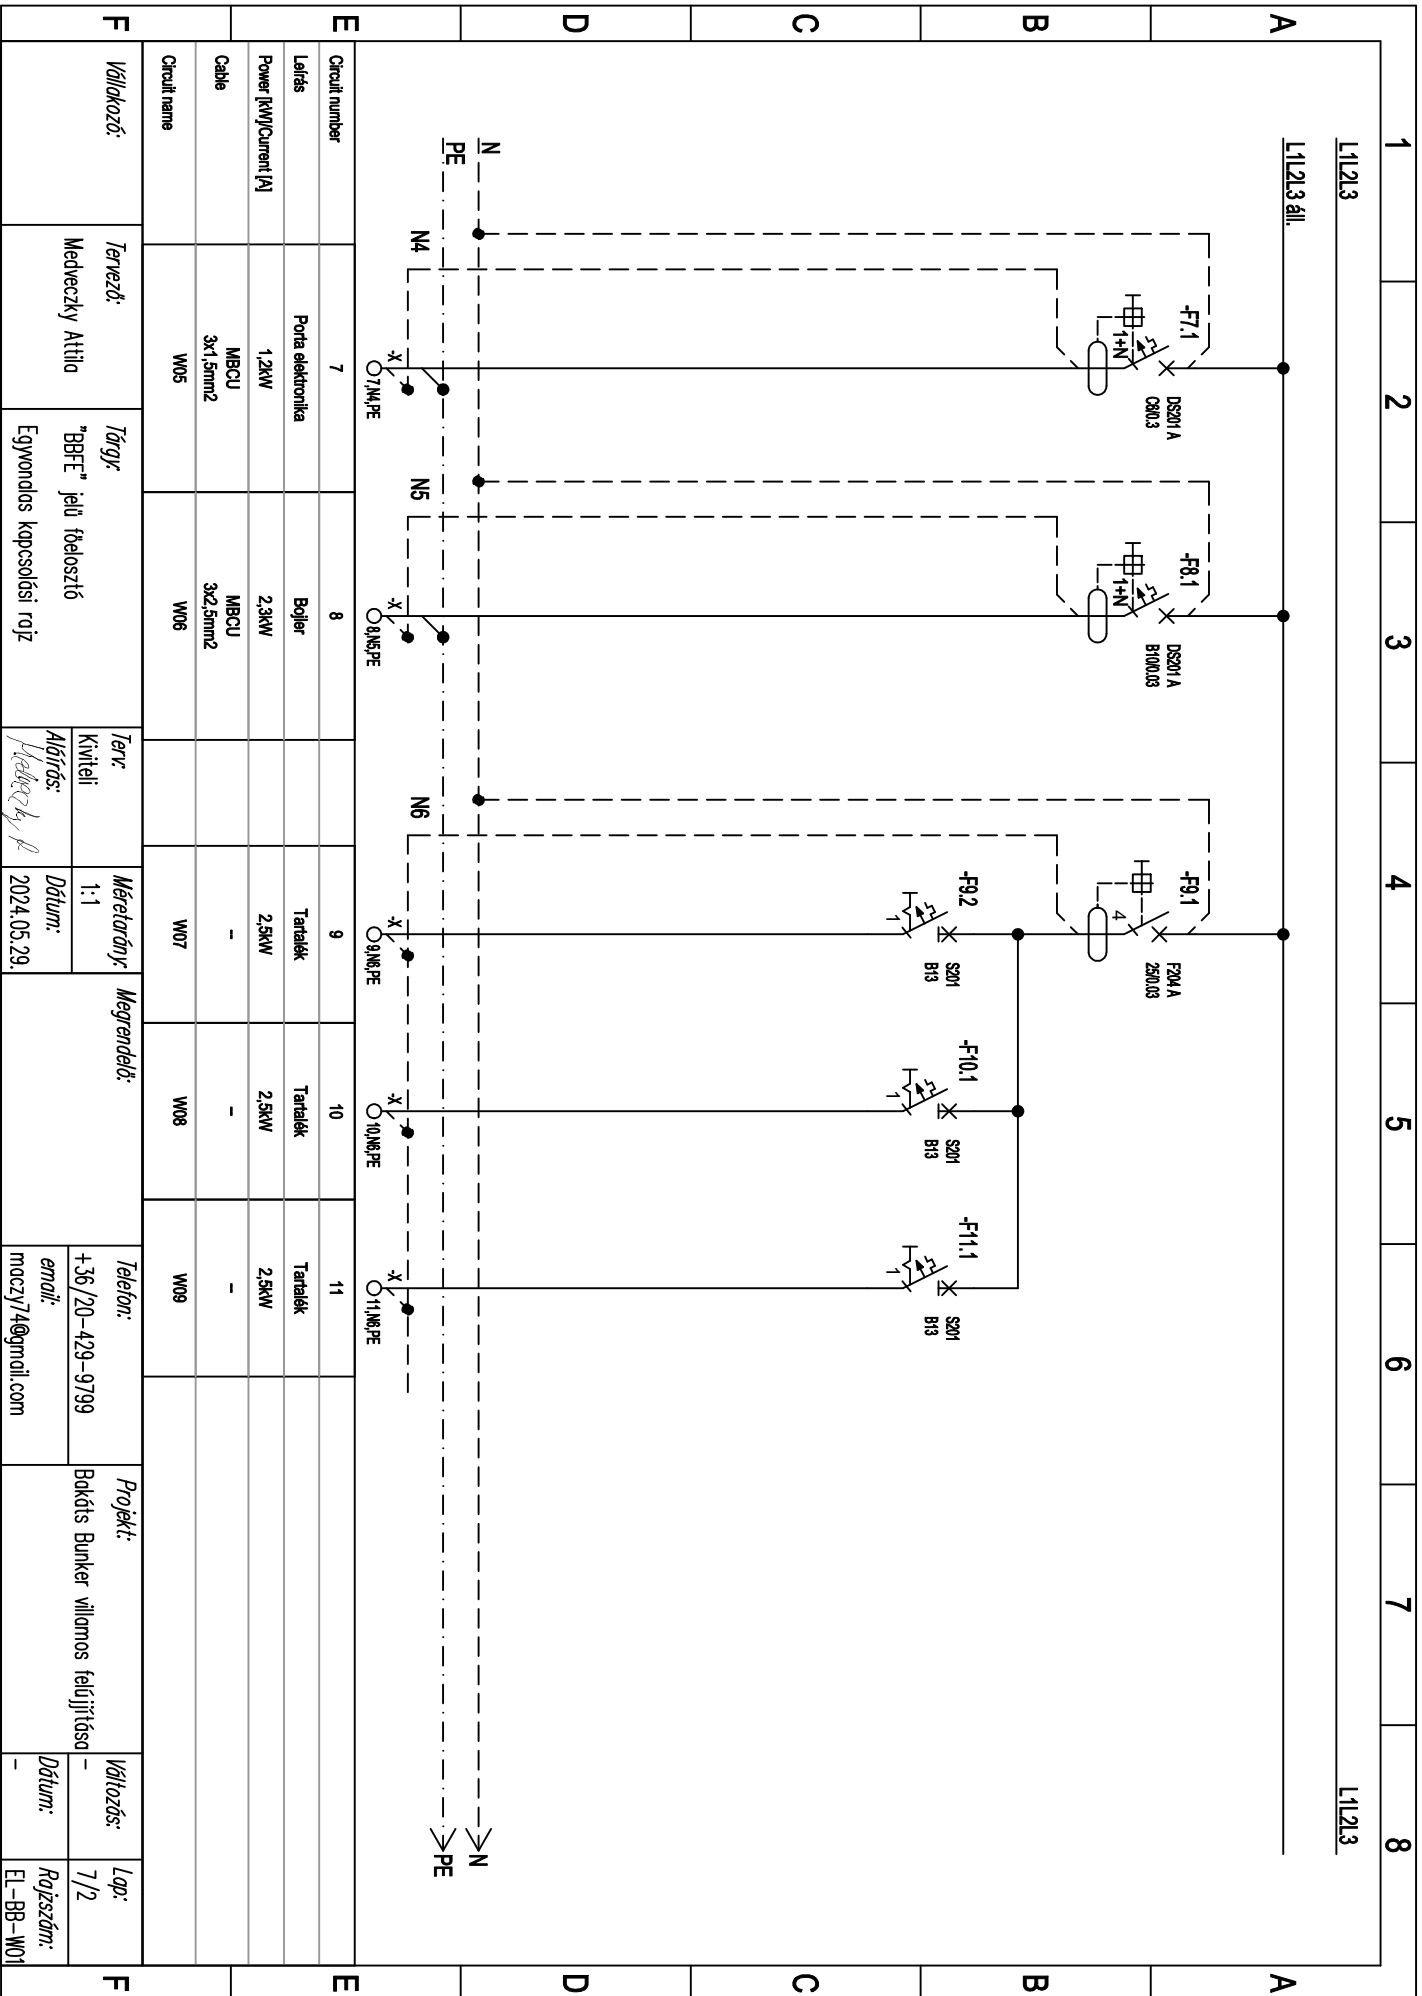 1 2 3 4 5 6 7 8
A A
B B
C C
D D
E E
F F
L1L2L3 L1L2L3
L1L2L3 áll.
-F7.1
DS201 A
C6/0.3
1+N
-F8.1
DS201 A
B10/0.03
1+N
-F9.1
F204 A
25/0.03
4
-F9.2
S201
B13
1
-F10.1
S201
B13
1
-F11.1
S201
B13
1
N N
PE PE
N4 N5 N6
-X -X -X -X -X
7,N4,PE 8,N5,PE 9,N6,PE 10,N6,PE 11,N6,PE
Circuit number 7 8 9 10 11
Leírás Porta elektronika Bojler Tartalék Tartalék Tartalék
Power [kW]/Current [A] 1,2kW 2,3kW 2,5kW 2,5kW 2,5kW
Cable MBCU 3x1,5mm2 MBCU 3x2,5mm2 - - -
Circuit name W05 W06 W07 W08 W09
Vállakozó:
Tervező:
Medveczky Attila
Tárgy:
"BBFE" jelű főelosztó
Egyvonalas kapcsolási rajz
Terv:
Kiviteli
Aláírás:
Méretarány:
1:1
Dátum:
2024.05.29.
Megrendelő:
Telefon:
+36/20-429-9799
email:
maczy74@gmail.com
Projekt:
Bakáts Bunker villamos felújjítása
Változás:
-
Dátum:
-
Lap:
7/2
Rajzszám:
EL-BB-W01